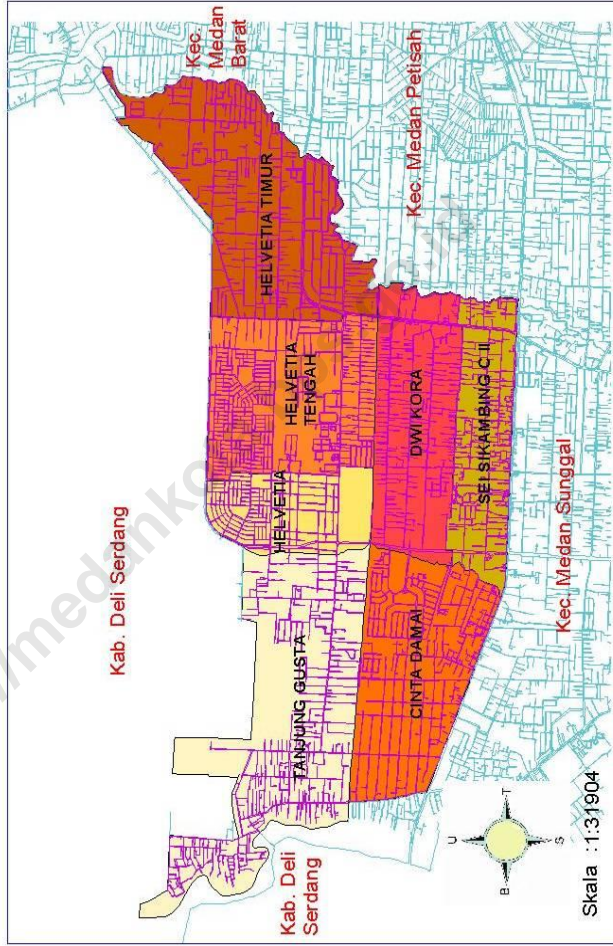 Kab. Deli Serdang
Kec.
Medan
Barat
HELVETIA TIMUR
Kec. Medan Petisah
HELVETIA
TENGAH
HELVETIA
TANJUNG GUSTA
DWI KORA
SEI SIKAMBING C II
CINTA DAMAI
Kab. Deli
Serdang
Kec. Medan Sunggal
U
B
T
S
Skala :1:31904